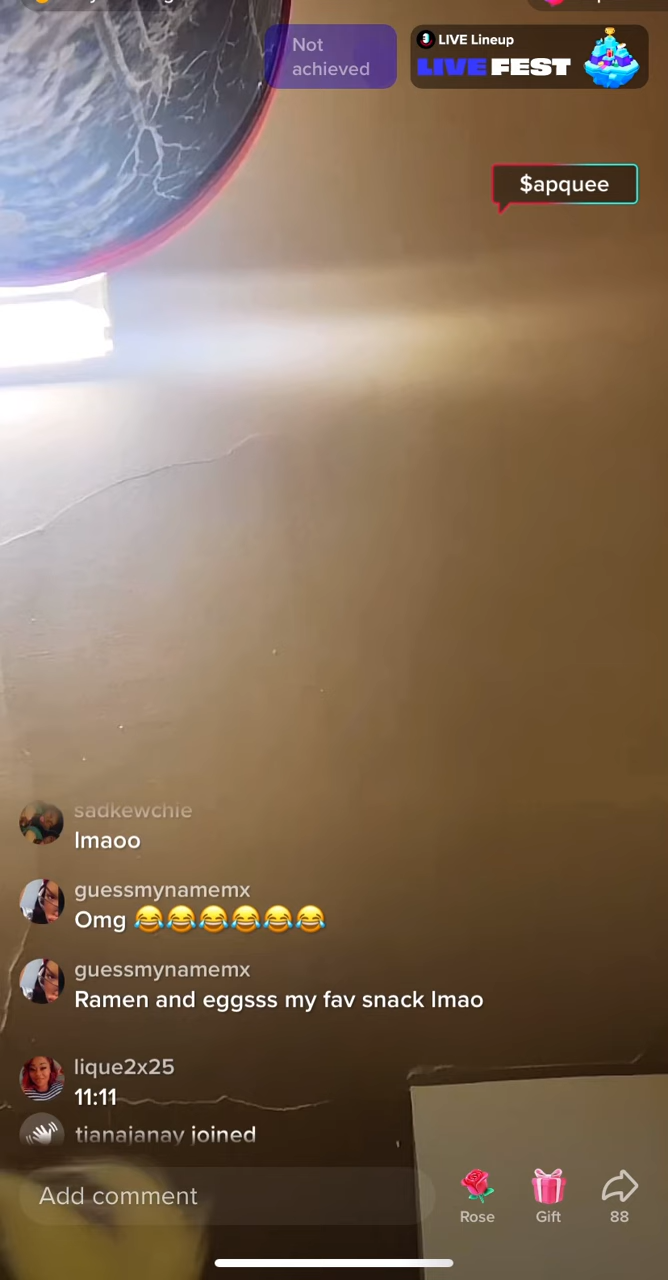 Not
achieved
LIVE Lineup
LIVE FEST
$apquee
sadkewchie
lmaoo
guessmynamemx
Omg 😂😂😂😂😂😂
guessmynamemx
Ramen and eggsss my fav snack lmao
lique2x25
11:11
tianajanay joined
Add comment
Rose
Gift
88